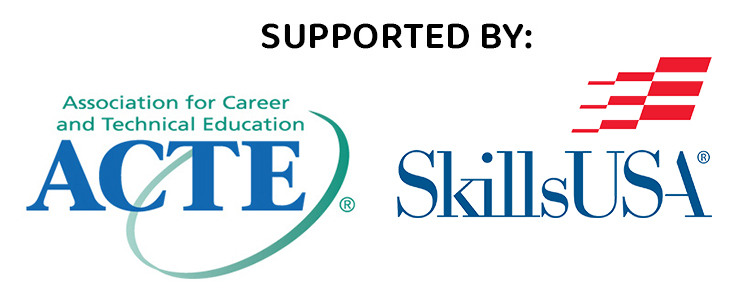 SUPPORTED BY:
Association for Career
and Technical Education
ACTE®
SkillsUSA®